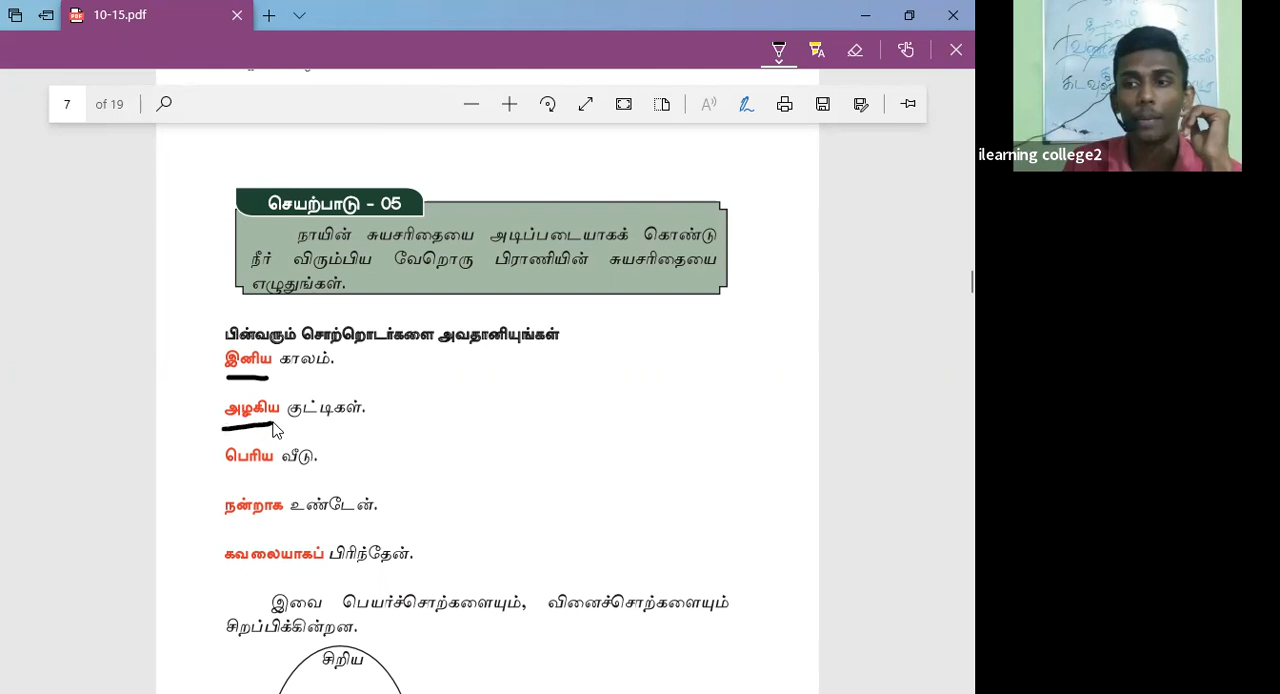 10-15.pdf
7 of 19
செயற்பாடு - 05
நாயின் சுயசரிதையை அடிப்படையாகக் கொண்டு
நீர் விரும்பிய வேறொரு பிராணியின் சுயசரிதையை
எழுதுங்கள்.
பின்வரும் சொற்றொடர்களை அவதானியுங்கள்
இனிய காலம்.
அழகிய குட்டிகள்.
பெரிய வீடு.
நன்றாக உண்டேன்.
கவலையாகப் பிரிந்தேன்.
இவை பெயர்ச்சொற்களையும், வினைச்சொற்களையும்
சிறப்பிக்கின்றன.
சிறிய
ilearning college2